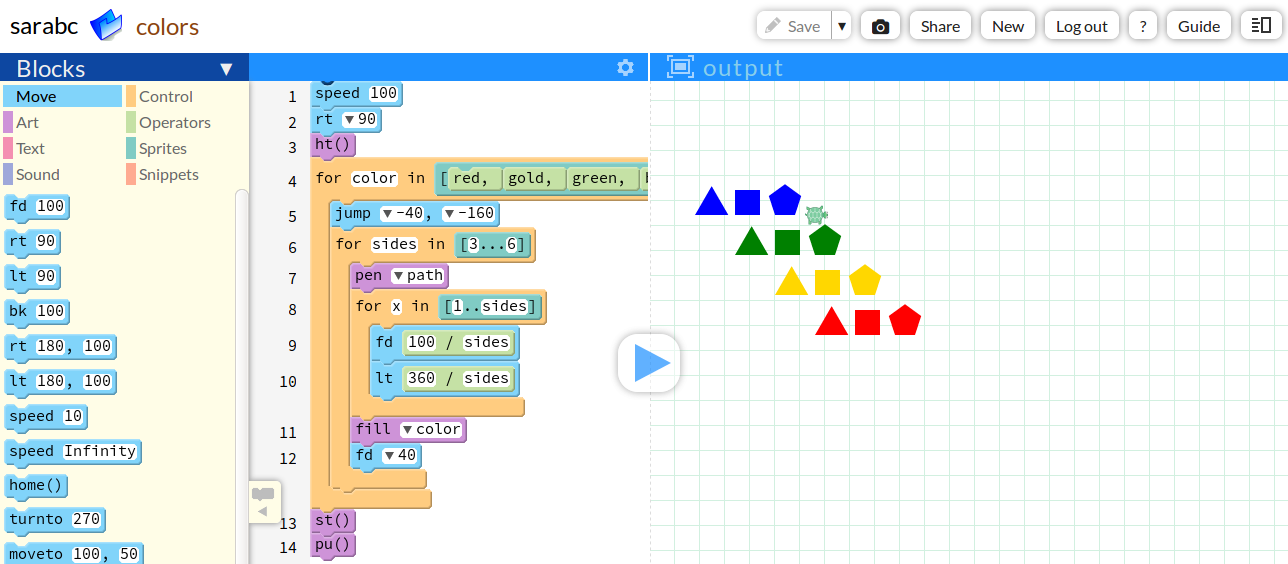 sarabc colors Save ▼ Share New Log out ? Guide
Blocks ▼ output
Move Control
Art Operators
Text Sprites
Sound Snippets
fd 100
rt 90
lt 90
bk 100
rt 180, 100
lt 180, 100
speed 10
speed Infinity
home()
turnto 270
moveto 100, 50
1 speed 100
2 rt ▼90
3 ht()
4 for color in [red, gold, green, b
5 jump ▼-40, ▼-160
6 for sides in [3...6]
7 pen ▼path
8 for x in [1..sides]
9 fd 100 / sides
10 lt 360 / sides
11 fill ▼color
12 fd ▼40
13 st()
14 pu()